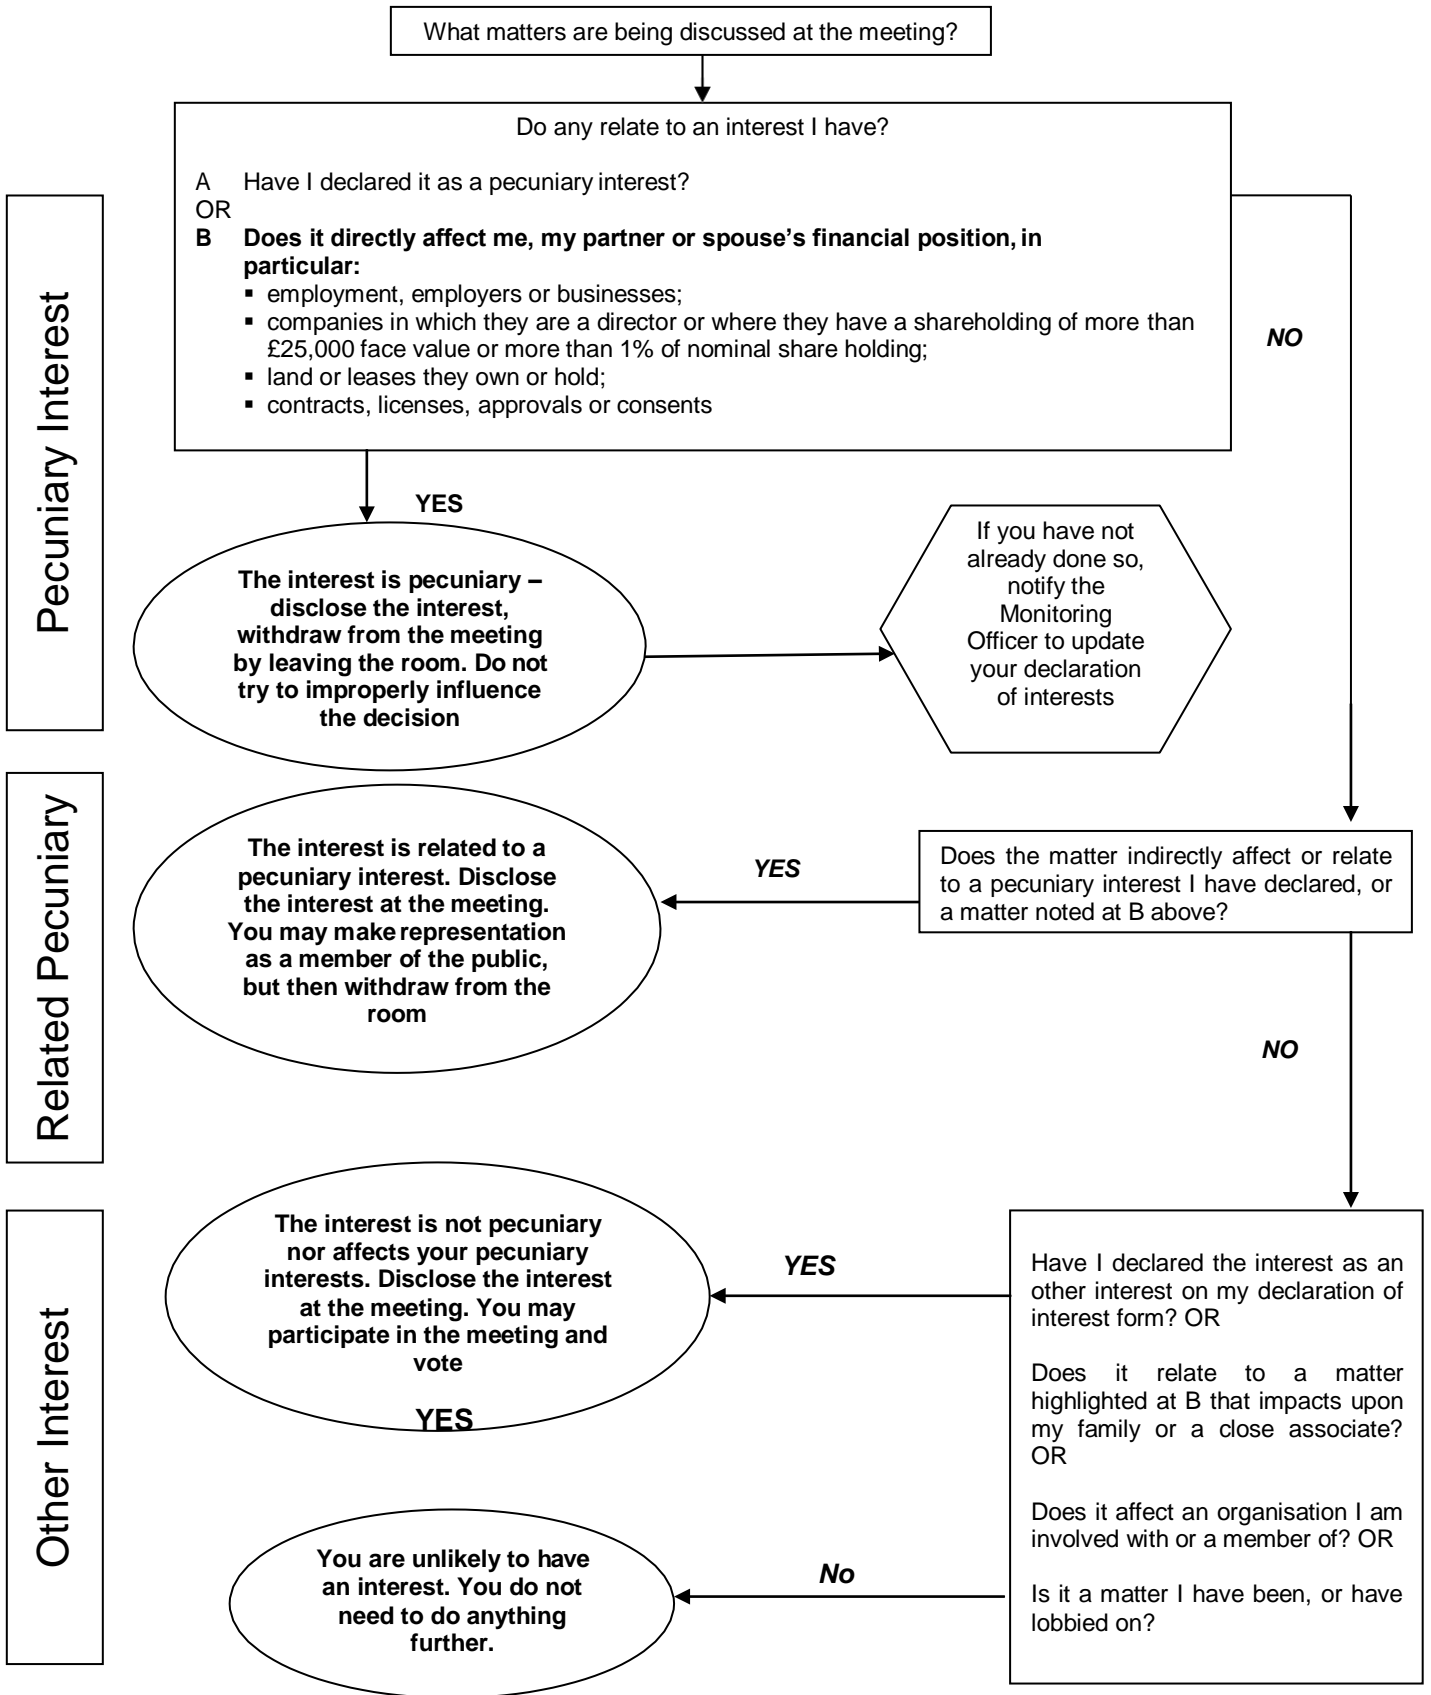 What matters are being discussed at the meeting?
Do any relate to an interest I have?
A Have I declared it as a pecuniary interest?
OR
B Does it directly affect me, my partner or spouse’s financial position, in
particular:
▪ employment, employers or businesses;
▪ companies in which they are a director or where they have a shareholding of more than
£25,000 face value or more than 1% of nominal share holding;
▪ land or leases they own or hold;
▪ contracts, licenses, approvals or consents
NO
Pecuniary Interest
YES
The interest is pecuniary –
disclose the interest,
withdraw from the meeting
by leaving the room. Do not
try to improperly influence
the decision
If you have not
already done so,
notify the
Monitoring
Officer to update
your declaration
of interests
Related Pecuniary
The interest is related to a
pecuniary interest. Disclose
the interest at the meeting.
You may make representation
as a member of the public,
but then withdraw from the
room
YES
Does the matter indirectly affect or relate
to a pecuniary interest I have declared, or
a matter noted at B above?
NO
Other Interest
The interest is not pecuniary
nor affects your pecuniary
interests. Disclose the interest
at the meeting. You may
participate in the meeting and
vote
YES
YES
Have I declared the interest as an
other interest on my declaration of
interest form? OR
Does it relate to a matter
highlighted at B that impacts upon
my family or a close associate?
OR
Does it affect an organisation I am
involved with or a member of? OR
Is it a matter I have been, or have
lobbied on?
No
You are unlikely to have
an interest. You do not
need to do anything
further.